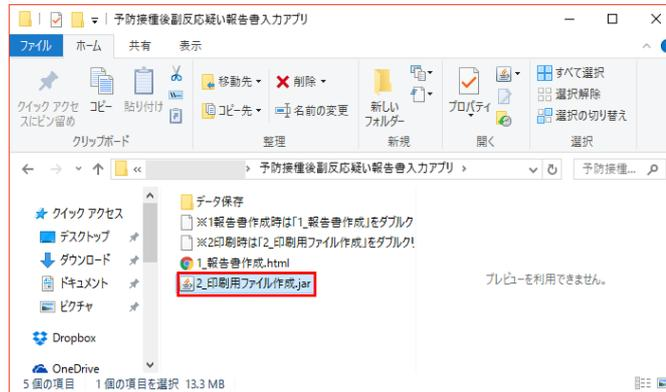 予防接種後副反応疑い報告書入力アプリ
ファイル ホーム 共有 表示
クイック アクセスにピン留め
コピー
貼り付け
移動先
コピー先
削除
名前の変更
新しいフォルダー
プロパティ
すべて選択
選択解除
選択の切り替え
クリップボード 整理 新規 開く 選択
« › 予防接種後副反応疑い報告書入力アプリ › 予防接種...
クイック アクセス
デスクトップ
ダウンロード
ドキュメント
ピクチャ
Dropbox
OneDrive
データ保存
※1報告書作成時は「1_報告書作成」をダブルク
※2印刷時は「2_印刷用ファイル作成」をダブルクリ
1_報告書作成.html
2_印刷用ファイル作成.jar
プレビューを利用できません。
5 個の項目 1 個の項目を選択 13.3 MB